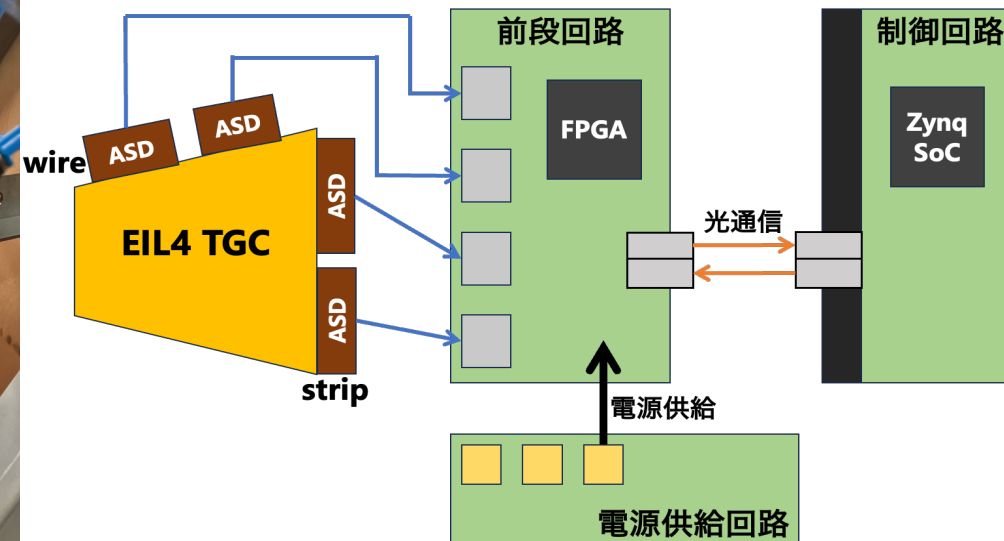 前段回路
制御回路
FPGA
Zynq
SoC
ASD
ASD
wire
ASD
EIL4 TGC
光通信
ASD
strip
電源供給
電源供給回路